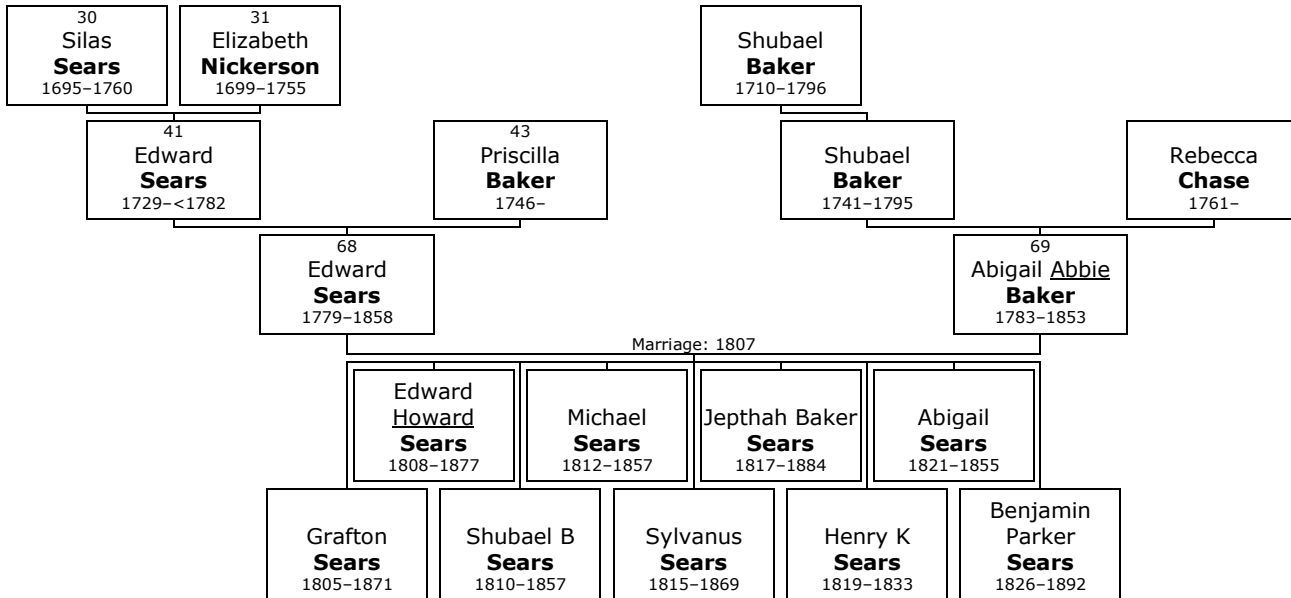 30
Silas
Sears
1695–1760
31
Elizabeth
Nickerson
1699–1755
Shubael
Baker
1710–1796
41
Edward
Sears
1729–<1782
43
Priscilla
Baker
1746–
Shubael
Baker
1741–1795
Rebecca
Chase
1761–
68
Edward
Sears
1779–1858
69
Abigail Abbie
Baker
1783–1853
Marriage: 1807
Edward
Howard
Sears
1808–1877
Michael
Sears
1812–1857
Jepthah Baker
Sears
1817–1884
Abigail
Sears
1821–1855
Grafton
Sears
1805–1871
Shubael B
Sears
1810–1857
Sylvanus
Sears
1815–1869
Henry K
Sears
1819–1833
Benjamin
Parker
Sears
1826–1892